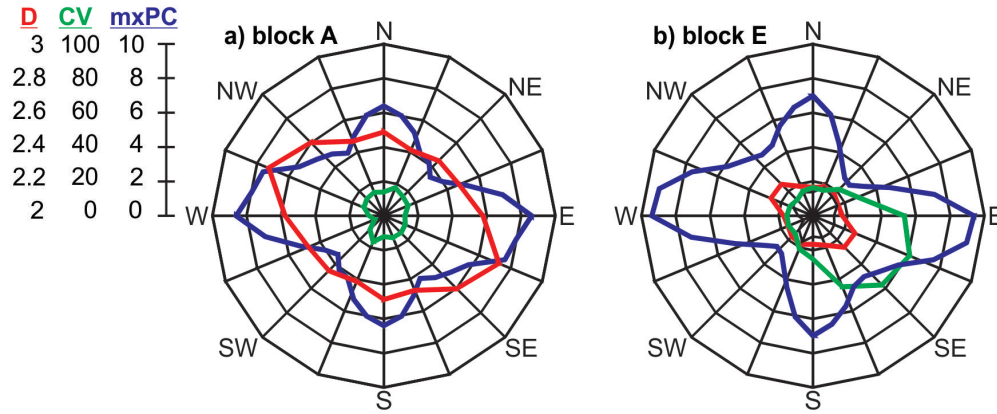 D CV mxPC
3 100 10
2.8 80 8
2.6 60 6
2.4 40 4
2.2 20 2
2 0 0
a) block A
N
NW
NE
W
E
SW
SE
S
b) block E
N
NW
NE
W
E
SW
SE
S